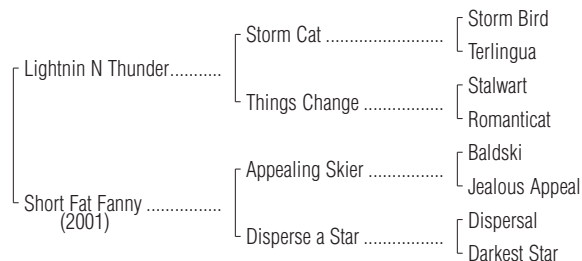 Storm Bird
Storm Cat ........................
Terlingua
Lightnin N Thunder...........
Stalwart
Things Change ................
Romanticat
Baldski
Appealing Skier ...............
Jealous Appeal
Short Fat Fanny ...............
(2001)
Dispersal
Disperse a Star ................
Darkest Star